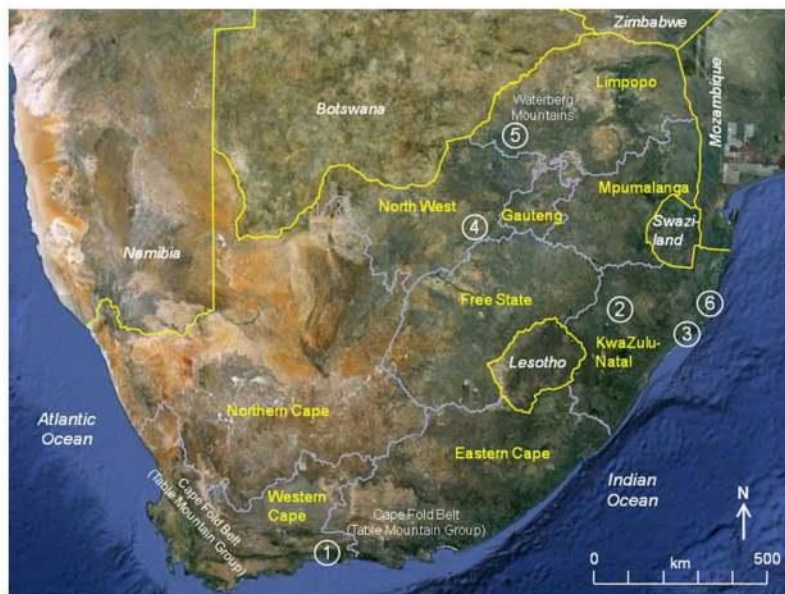 Zimbabwe
Limpopo
Mozambique
Botswana
Waterberg
Mountains
5
Mpumalanga
North West
Gauteng
Swazi-
land
4
Namibia
Free State
2
6
3
KwaZulu-
Natal
Lesotho
Northern Cape
Atlantic
Ocean
Eastern Cape
Indian
Ocean
Cape Fold Belt
(Table Mountain Group)
Western
Cape
Cape Fold Belt
(Table Mountain Group)
1
N
0 500
km